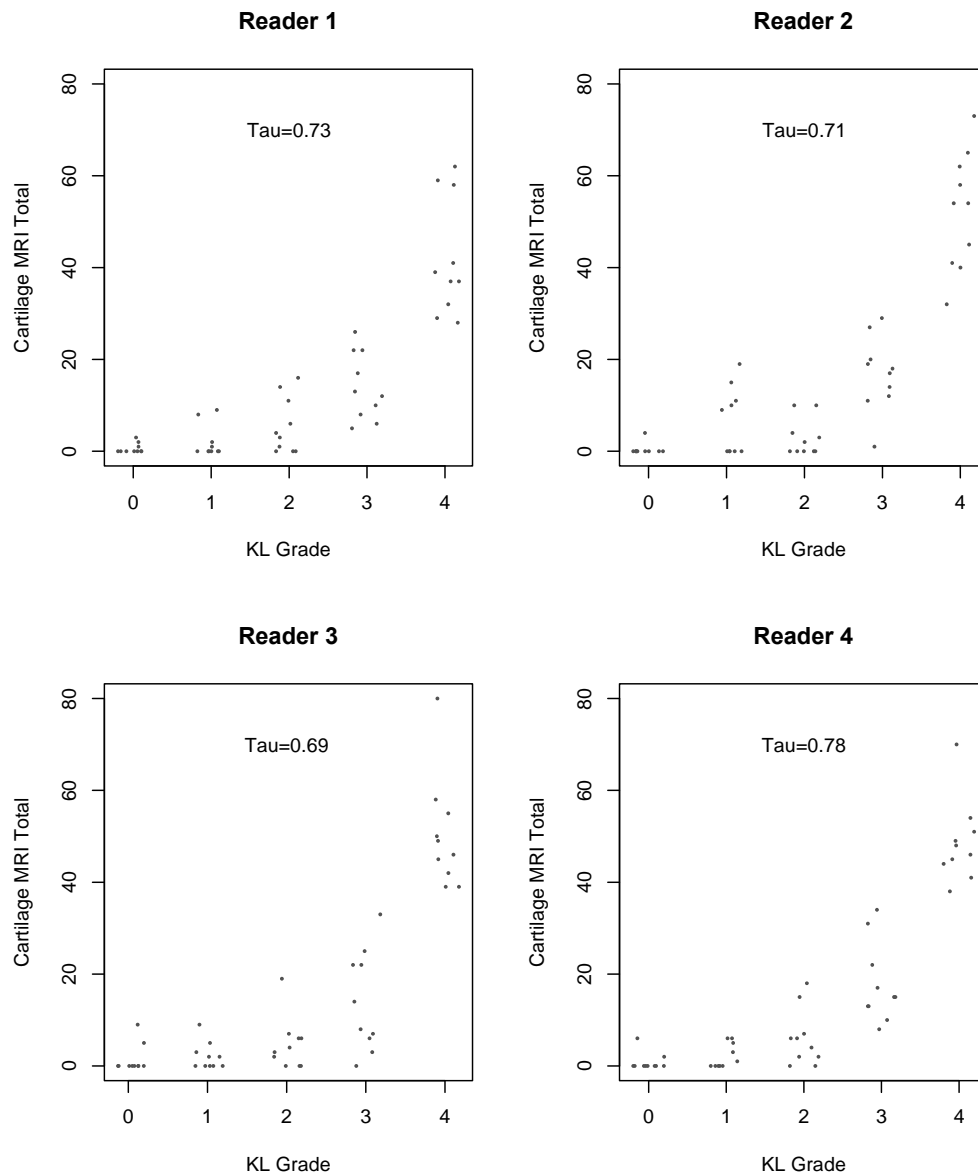 Reader 1
Tau=0.73
Cartilage MRI Total
80
60
40
20
0
0 1 2 3 4
KL Grade
Reader 2
Tau=0.71
Cartilage MRI Total
80
60
40
20
0
0 1 2 3 4
KL Grade
Reader 3
Tau=0.69
Cartilage MRI Total
80
60
40
20
0
0 1 2 3 4
KL Grade
Reader 4
Tau=0.78
Cartilage MRI Total
80
60
40
20
0
0 1 2 3 4
KL Grade